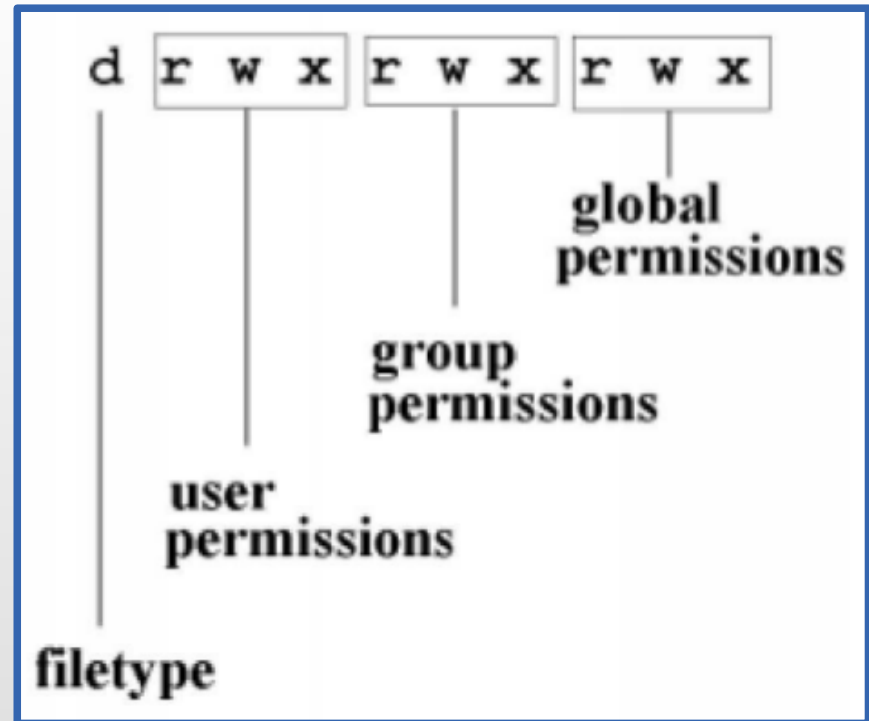 d r w x r w x r w x
global
permissions
group
permissions
user
permissions
filetype